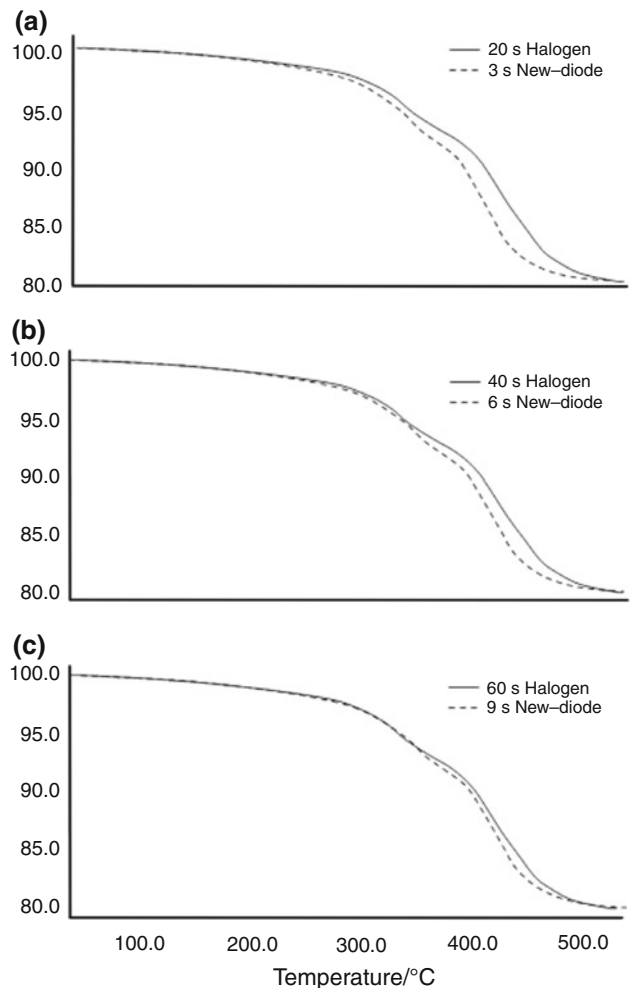 (a)
100.0
95.0
90.0
85.0
80.0
20 s Halogen
3 s New–diode
(b)
100.0
95.0
90.0
85.0
80.0
40 s Halogen
6 s New–diode
(c)
100.0
95.0
90.0
85.0
80.0
60 s Halogen
9 s New–diode
100.0 200.0 300.0 400.0 500.0
Temperature/°C